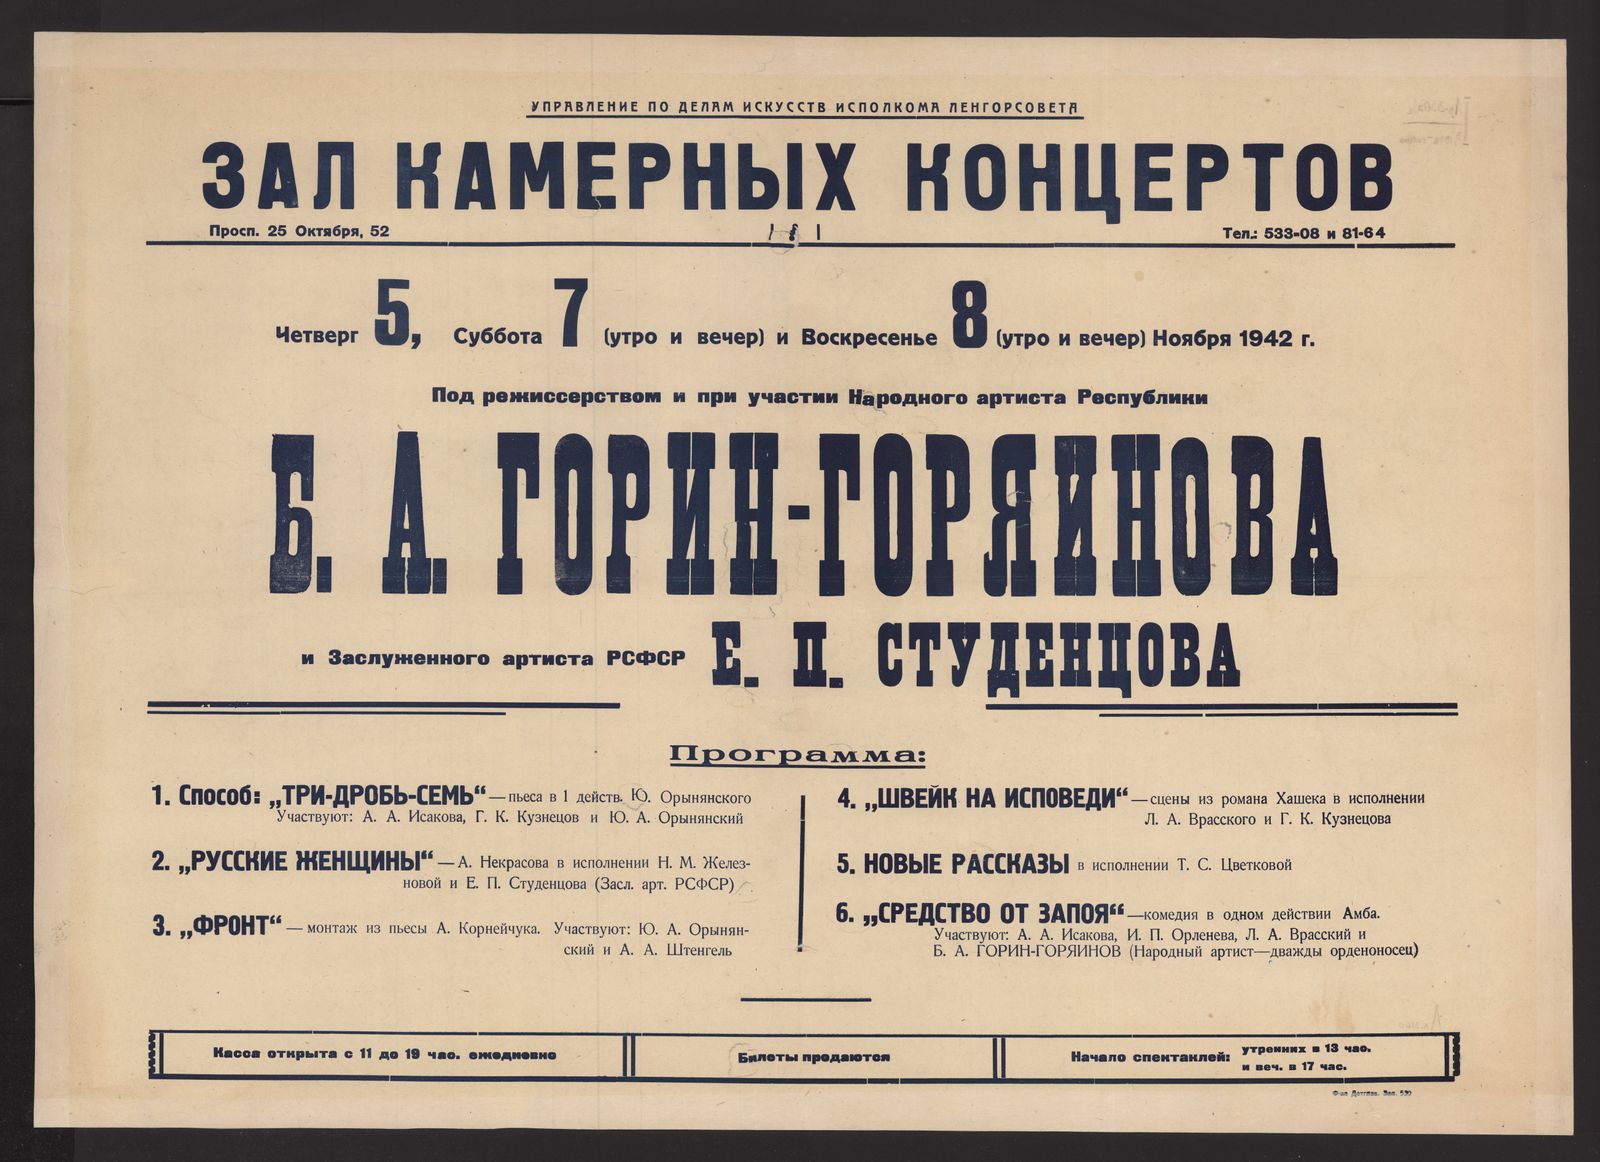 УПРАВЛЕНИЕ ПО ДЕЛАМ ИСКУССТВ ИСПОЛКОМА ЛЕНГОРСОВЕТА
ЗАЛ КАМЕРНЫХ КОНЦЕРТОВ
Просп. 25 Октября, 52
Тел.: 533-08 и 81-64
Четверг 5, Суббота 7 (утро и вечер) и Воскресенье 8 (утро и вечер) Ноября 1942 г.
Под режиссерством и при участии Народного артиста Республики
Б. А. ГОРИН-ГОРЯИНОВА
и Заслуженного артиста РСФСР Е. П. СТУДЕНЦОВА
Программа:
1. Способ: „ТРИ-ДРОБЬ-СЕМЬ“ — пьеса в 1 действ. Ю. Орынянского
Участвуют: А. А. Исакова, Г. К. Кузнецов и Ю. А. Орынянский
2. „РУССКИЕ ЖЕНЩИНЫ“ — А. Некрасова в исполнении Н. М. Желез-
новой и Е. П. Студенцова (Засл. арт. РСФСР)
3. „ФРОНТ“ — монтаж из пьесы А. Корнейчука. Участвуют: Ю. А. Орынян-
ский и А. А. Штенгель
4. „ШВЕЙК НА ИСПОВЕДИ“ — сцены из романа Хашека в исполнении
Л. А. Врасского и Г. К. Кузнецова
5. НОВЫЕ РАССКАЗЫ в исполнении Т. С. Цветковой
6. „СРЕДСТВО ОТ ЗАПОЯ“ — комедия в одном действии Амба.
Участвуют: А. А. Исакова, И. П. Орленева, Л. А. Врасский и
Б. А. ГОРИН-ГОРЯИНОВ (Народный артист — дважды орденоносец)
Касса открыта с 11 до 19 час. ежедневно
Билеты продаются
Начало спектаклей: утренних в 13 час.
и веч. в 17 час.
Зак. 530